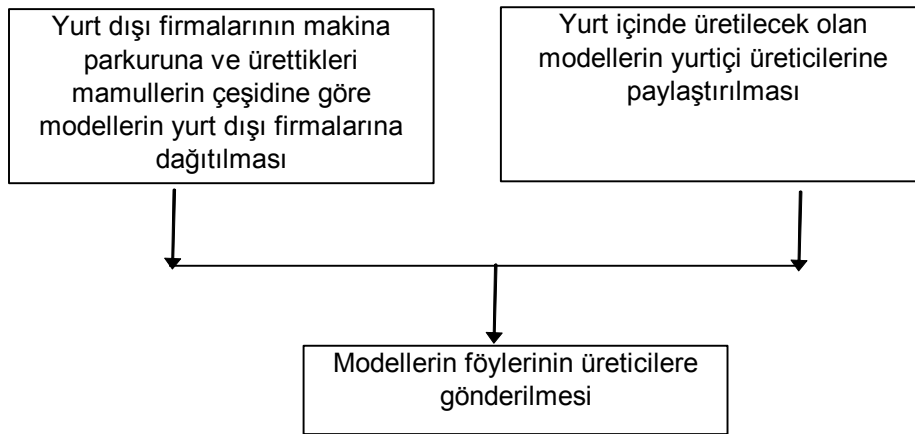 Yurt dışı firmalarının makina
parkuruna ve ürettikleri
mamullerin çeşidine göre
modellerin yurt dışı firmalarına
dağıtılması
Yurt içinde üretilecek olan
modellerin yurtiçi üreticilerine
paylaştırılması
Modellerin föylerinin üreticilere
gönderilmesi